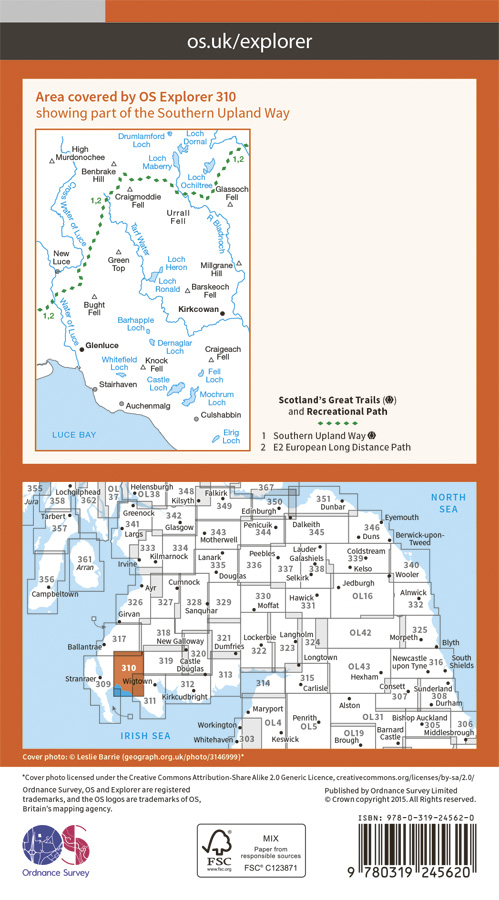 os.uk/explorer
Area covered by OS Explorer 310
showing part of the Southern Upland Way
Drumlamford
Loch
Loch
Dornal
High
Murdonochee
Loch
Maberry
1,2
Benbrake
Hill
Loch
Ochiltree
Glassoch
Fell
Cross Water of Luce
1,2
Craigmoddie
Fell
Urrall
Fell
R. Bladnoch
Tarf Water
New
Luce
Green
Top
Loch
Heron
Millgrane
Hill
Loch
Ronald
Barskeoch
Fell
Bught
Fell
1,2
Water of Luce
Kirkcowan
Barhapple
Loch
Glenluce
Dernaglar
Loch
Craigeach
Fell
Whitefield
Loch
Knock
Fell
Castle
Loch
Fell
Loch
Stairhaven
Mochrum
Loch
Auchenmalg
Culshabbin
LUCE BAY
Elrig
Loch
Scotland's Great Trails ( )
and Recreational Path
1 Southern Upland Way
2 E2 European Long Distance Path
355
Jura
Lochgilphead
358
362
OL
37
Helensburgh
OL38
348
Kilsyth
Falkirk
349
367
350
351
Dunbar
NORTH
SEA
Tarbert
357
Greenock
341
Largs
342
Glasgow
343
Motherwell
Edinburgh
Penicuik
344
Dalkeith
345
346
Duns
Eyemouth
Berwick-upon-
Tweed
361
Arran
333
Kilmarnock
334
Irvine
Lanark
335
Douglas
Peebles
336
337
Lauder
Galashiels
Selkirk
338
Coldstream
339
Kelso
340
Wooler
356
Campbeltown
Ayr
Cumnock
326
327
328
Sanquhar
329
330
Moffat
Hawick
331
Jedburgh
OL16
Alnwick
332
Girvan
Ballantrae
317
318
New Galloway
319
320
Castle
Douglas
321
Dumfries
Lockerbie
322
Langholm
323
324
OL42
325
Morpeth
Blyth
Stranraer
309
310
Wigtown
311
312
Kirkcudbright
313
314
Longtown
315
Carlisle
OL43
Hexham
Newcastle
upon Tyne
316
South
Shields
Consett
307
Sunderland
308
Durham
IRISH SEA
Workington
Whitehaven
303
Maryport
OL4
Keswick
Penrith
OL5
Alston
OL31
OL19
Brough
Barnard
Castle
Bishop Auckland
305
Middlesbrough
306
Cover photo: © Leslie Barrie (geograph.org.uk/photo/3146999)*
*Cover photo licensed under the Creative Commons Attribution-Share Alike 2.0 Generic Licence, creativecommons.org/licenses/by-sa/2.0/
Ordnance Survey, OS and Explorer are registered
trademarks, and the OS logos are trademarks of OS,
Britain's mapping agency.
Published by Ordnance Survey Limited
© Crown copyright 2015. All Rights reserved.
OS
Ordnance Survey
FSC
www.fsc.org
MIX
Paper from
responsible sources
FSC® C123871
ISBN: 978-0-319-24562-0
9 780319 245620